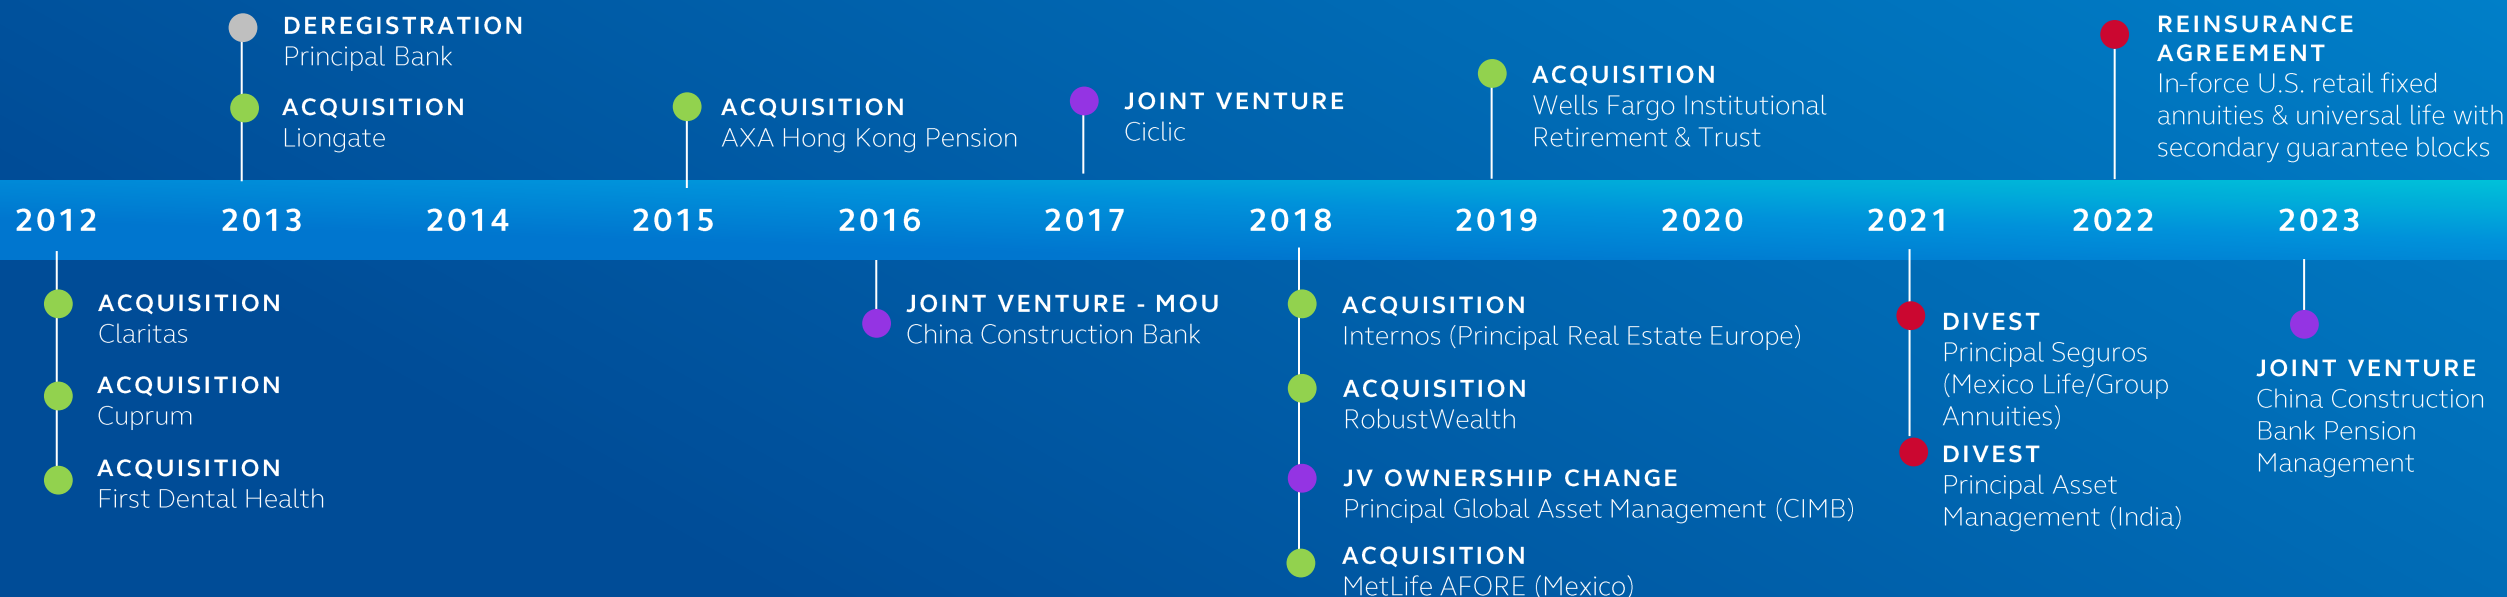 DEREGISTRATION
Principal Bank
ACQUISITION
Liongate
ACQUISITION
AXA Hong Kong Pension
JOINT VENTURE
Ciclic
ACQUISITION
Wells Fargo Institutional
Retirement & Trust
REINSURANCE
AGREEMENT
In-force U.S. retail fixed
annuities & universal life with
secondary guarantee blocks
2012 2013 2014 2015 2016 2017 2018 2019 2020 2021 2022 2023
ACQUISITION
Claritas
ACQUISITION
Cuprum
ACQUISITION
First Dental Health
JOINT VENTURE - MOU
China Construction Bank
ACQUISITION
Internos (Principal Real Estate Europe)
ACQUISITION
RobustWealth
JV OWNERSHIP CHANGE
Principal Global Asset Management (CIMB)
ACQUISITION
MetLife AFORE (Mexico)
DIVEST
Principal Seguros
(Mexico Life/Group
Annuities)
DIVEST
Principal Asset
Management (India)
JOINT VENTURE
China Construction
Bank Pension
Management